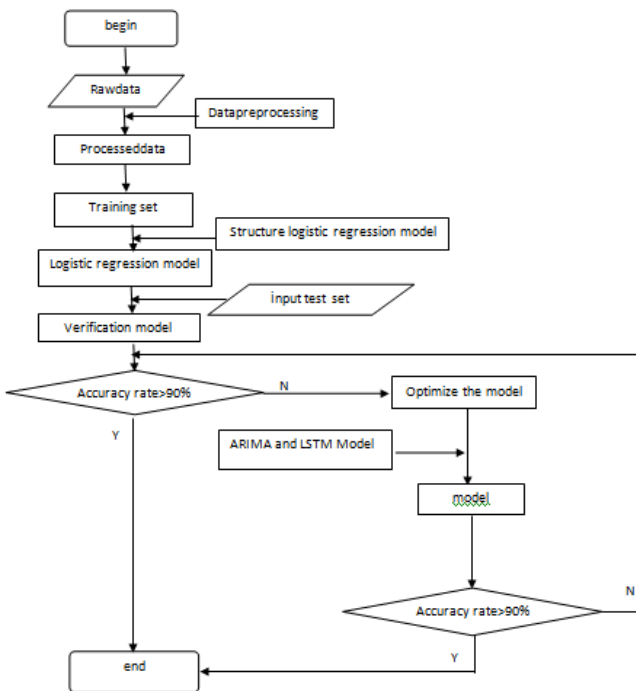 begin
Rawdata
Datapreprocessing
Processeddata
Training set
Structure logistic regression model
Logistic regression model
İnput test set
Verification model
Accuracy rate>90%
N
Optimize the model
Y
ARIMA and LSTM Model
model
N
Accuracy rate>90%
Y
end